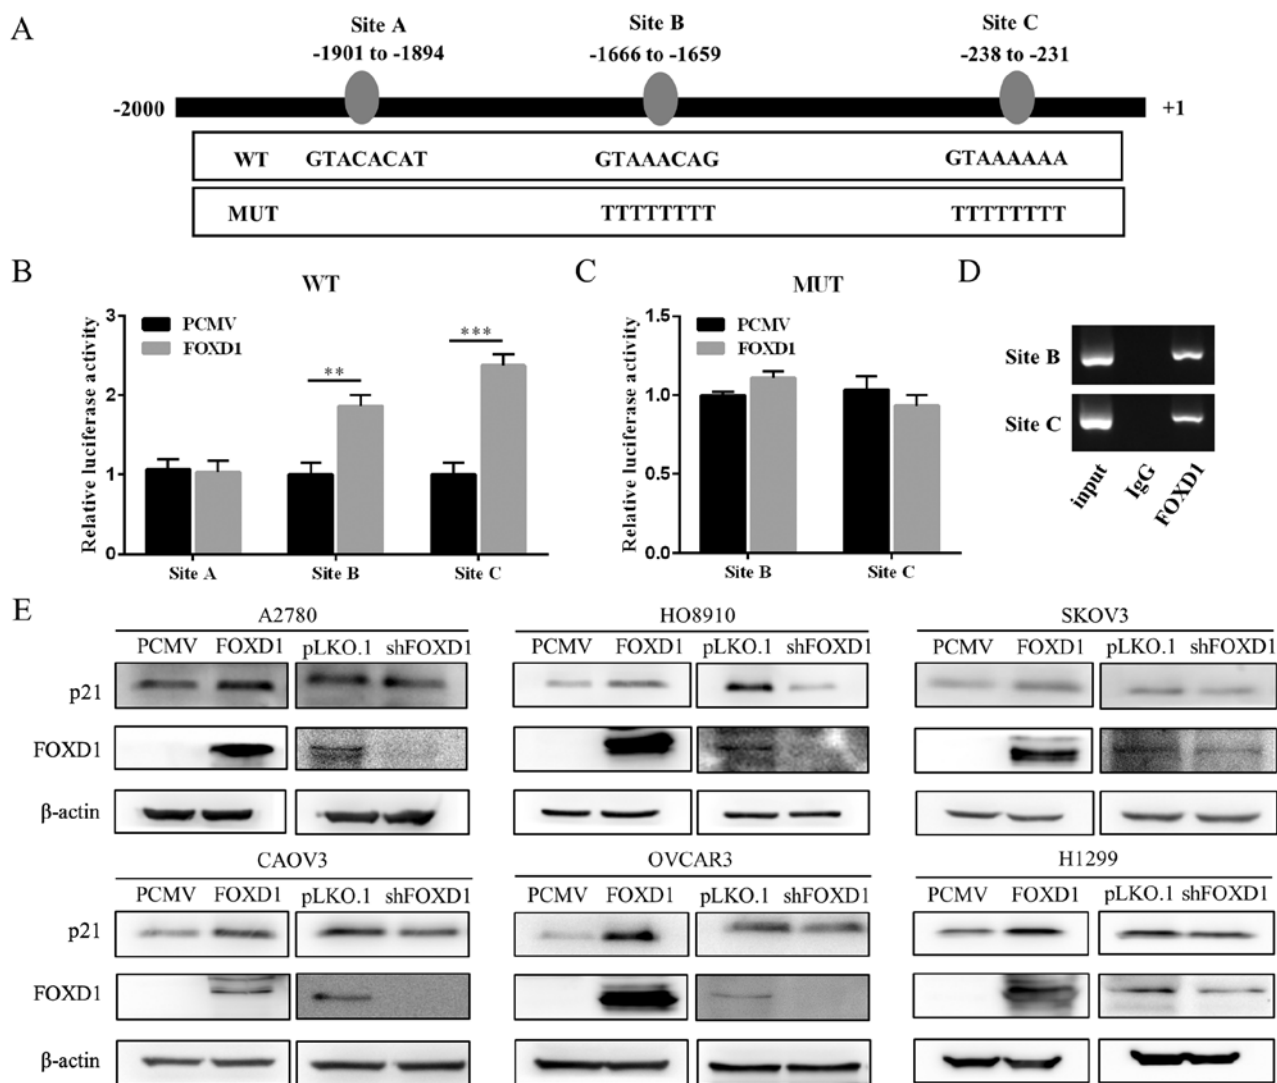 A
Site A Site B Site C
-1901 to -1894 -1666 to -1659 -238 to -231
-2000 +1
WT GTACACAT GTAAACAG GTAAAAAA
MUT TTTTTTTT TTTTTTTT
B
WT
PCMV
FOXD1
Relative luciferase activity
3
2
1
0
**
***
Site A Site B Site C
C
MUT
PCMV
FOXD1
Relative luciferase activity
1.5
1.0
0.5
0.0
Site B Site C
D
Site B
Site C
input IgG FOXD1
E
A2780 HO8910 SKOV3
PCMV FOXD1 pLKO.1 shFOXD1 PCMV FOXD1 pLKO.1 shFOXD1 PCMV FOXD1 pLKO.1 shFOXD1
p21
FOXD1
β-actin
CAOV3 OVCAR3 H1299
PCMV FOXD1 pLKO.1 shFOXD1 PCMV FOXD1 pLKO.1 shFOXD1 PCMV FOXD1 pLKO.1 shFOXD1
p21
FOXD1
β-actin